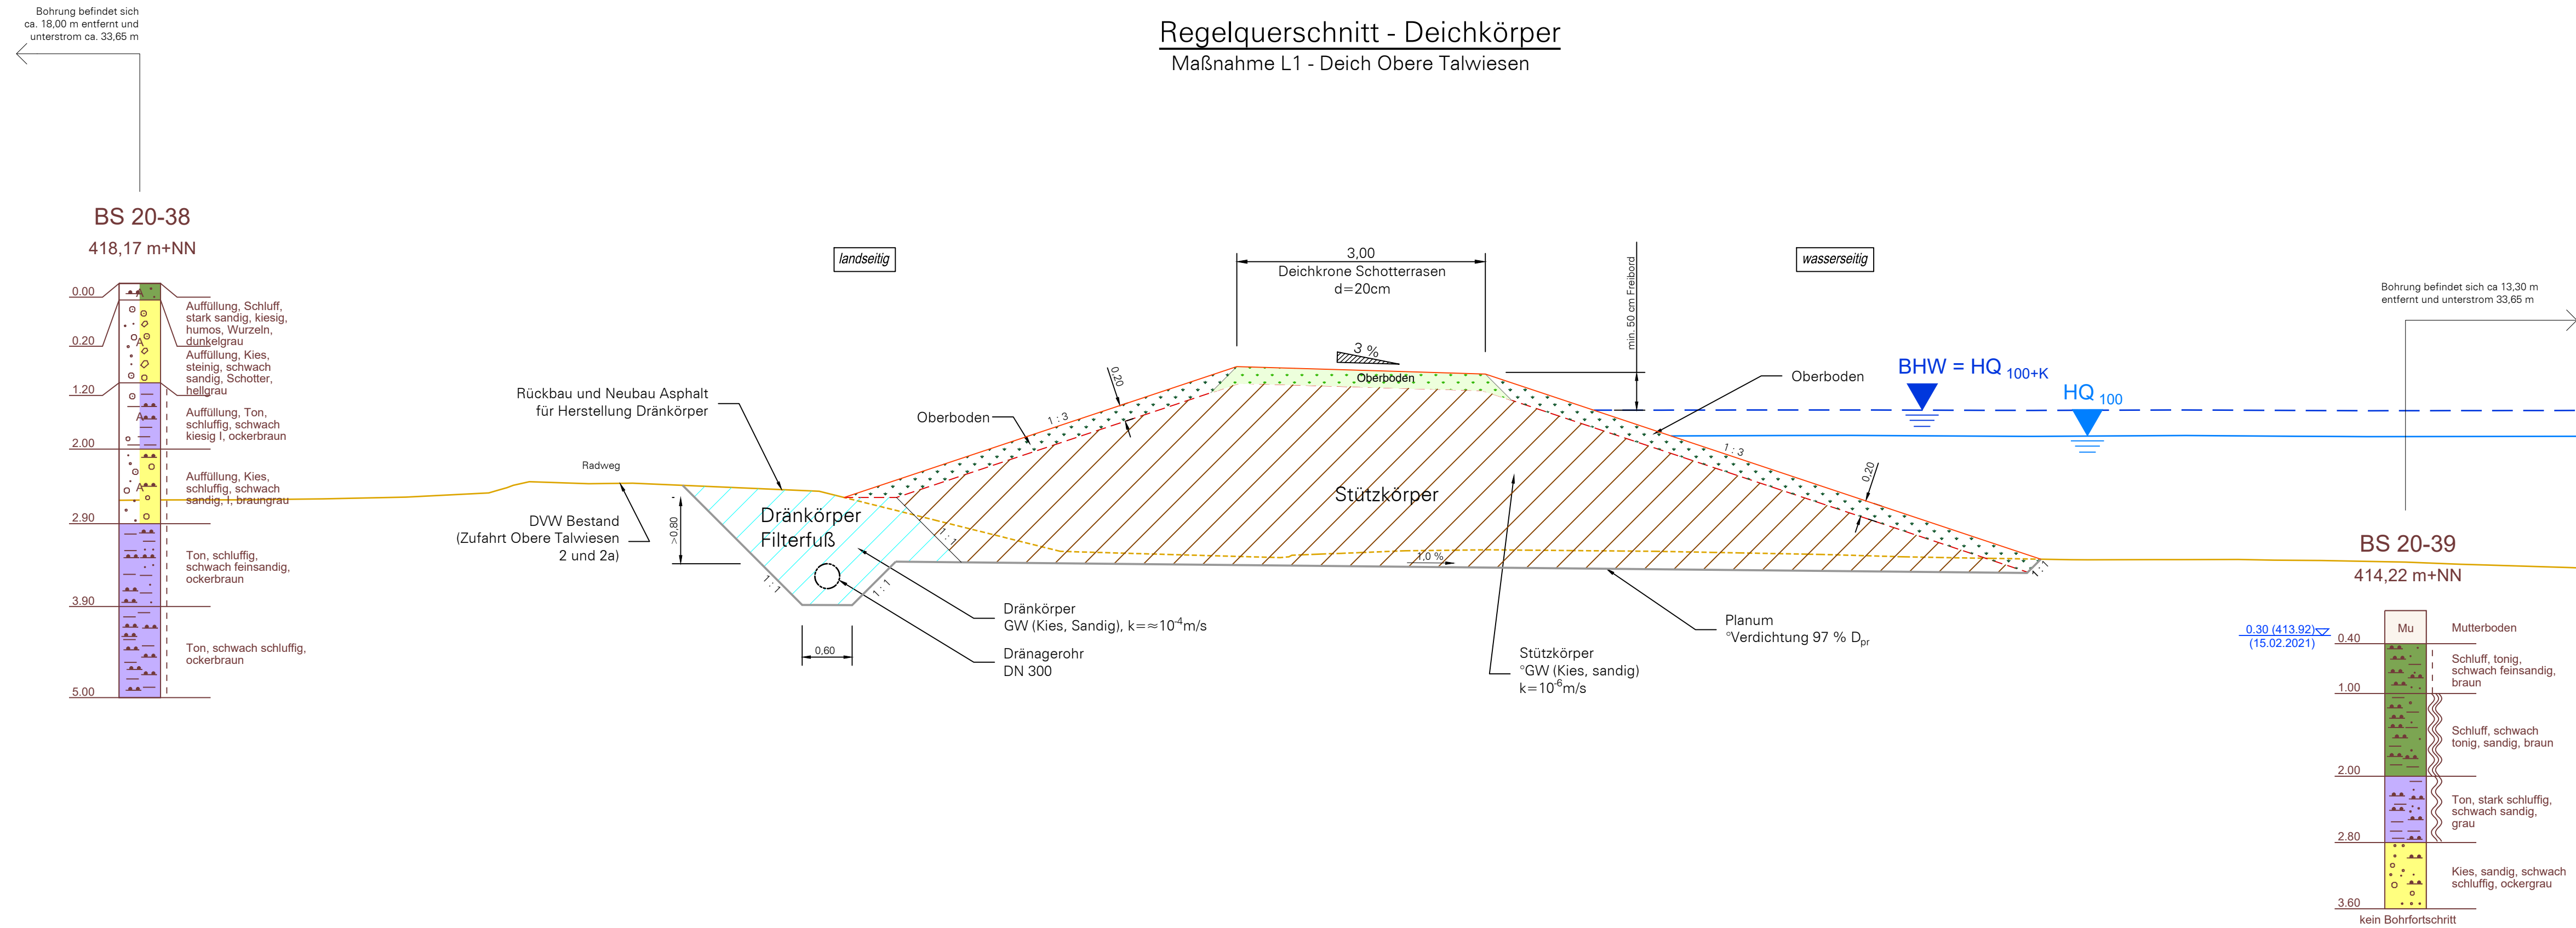 Regelquerschnitt - Deichkörper
Maßnahme L1 - Deich Obere Talwiesen
Bohrung befindet sich
ca. 18,00 m entfernt und
unterstrom ca. 33,65 m
BS 20-38
418,17 m+NN
0.00
A
Auffüllung, Schluff,
stark sandig, kiesig,
humos, Wurzeln,
dunkelgrau
0.20
A
Auffüllung, Kies,
steinig, schwach
sandig, Schotter,
hellgrau
1.20
A
Auffüllung, Ton,
schluffig, schwach
kiesig I, ockerbraun
2.00
A
Auffüllung, Kies,
schluffig, schwach
sandig, I, braungrau
2.90
Ton, schluffig,
schwach feinsandig,
ockerbraun
3.90
Ton, schwach schluffig,
ockerbraun
5.00
landseitig
Rückbau und Neubau Asphalt
für Herstellung Dränkörper
Radweg
DVW Bestand
(Zufahrt Obere Talwiesen
2 und 2a)
>0,80
Dränkörper
Filterfuß
1 : 1
1 : 1
1 : 1
0,60
Oberboden
1 : 3
0,20
3,00
Deichkrone Schotterrasen
d=20cm
3 %
Oberboden
Stützkörper
1,0 %
Dränkörper
GW (Kies, Sandig), k=≈10-4m/s
Dränagerohr
DN 300
Stützkörper
°GW (Kies, sandig)
k=10-6m/s
Planum
°Verdichtung 97 % Dpr
min. 50 cm Freibord
wasserseitig
Oberboden
1 : 3
0,20
1 : 1
BHW = HQ 100+K
HQ 100
Bohrung befindet sich ca 13,30 m
entfernt und unterstrom 33,65 m
BS 20-39
414,22 m+NN
0.30 (413.92)
(15.02.2021)
Mu
Mutterboden
0.40
Schluff, tonig,
schwach feinsandig,
braun
1.00
Schluff, schwach
tonig, sandig, braun
2.00
Ton, stark schluffig,
schwach sandig,
grau
2.80
Kies, sandig, schwach
schluffig, ockergrau
3.60
kein Bohrfortschritt